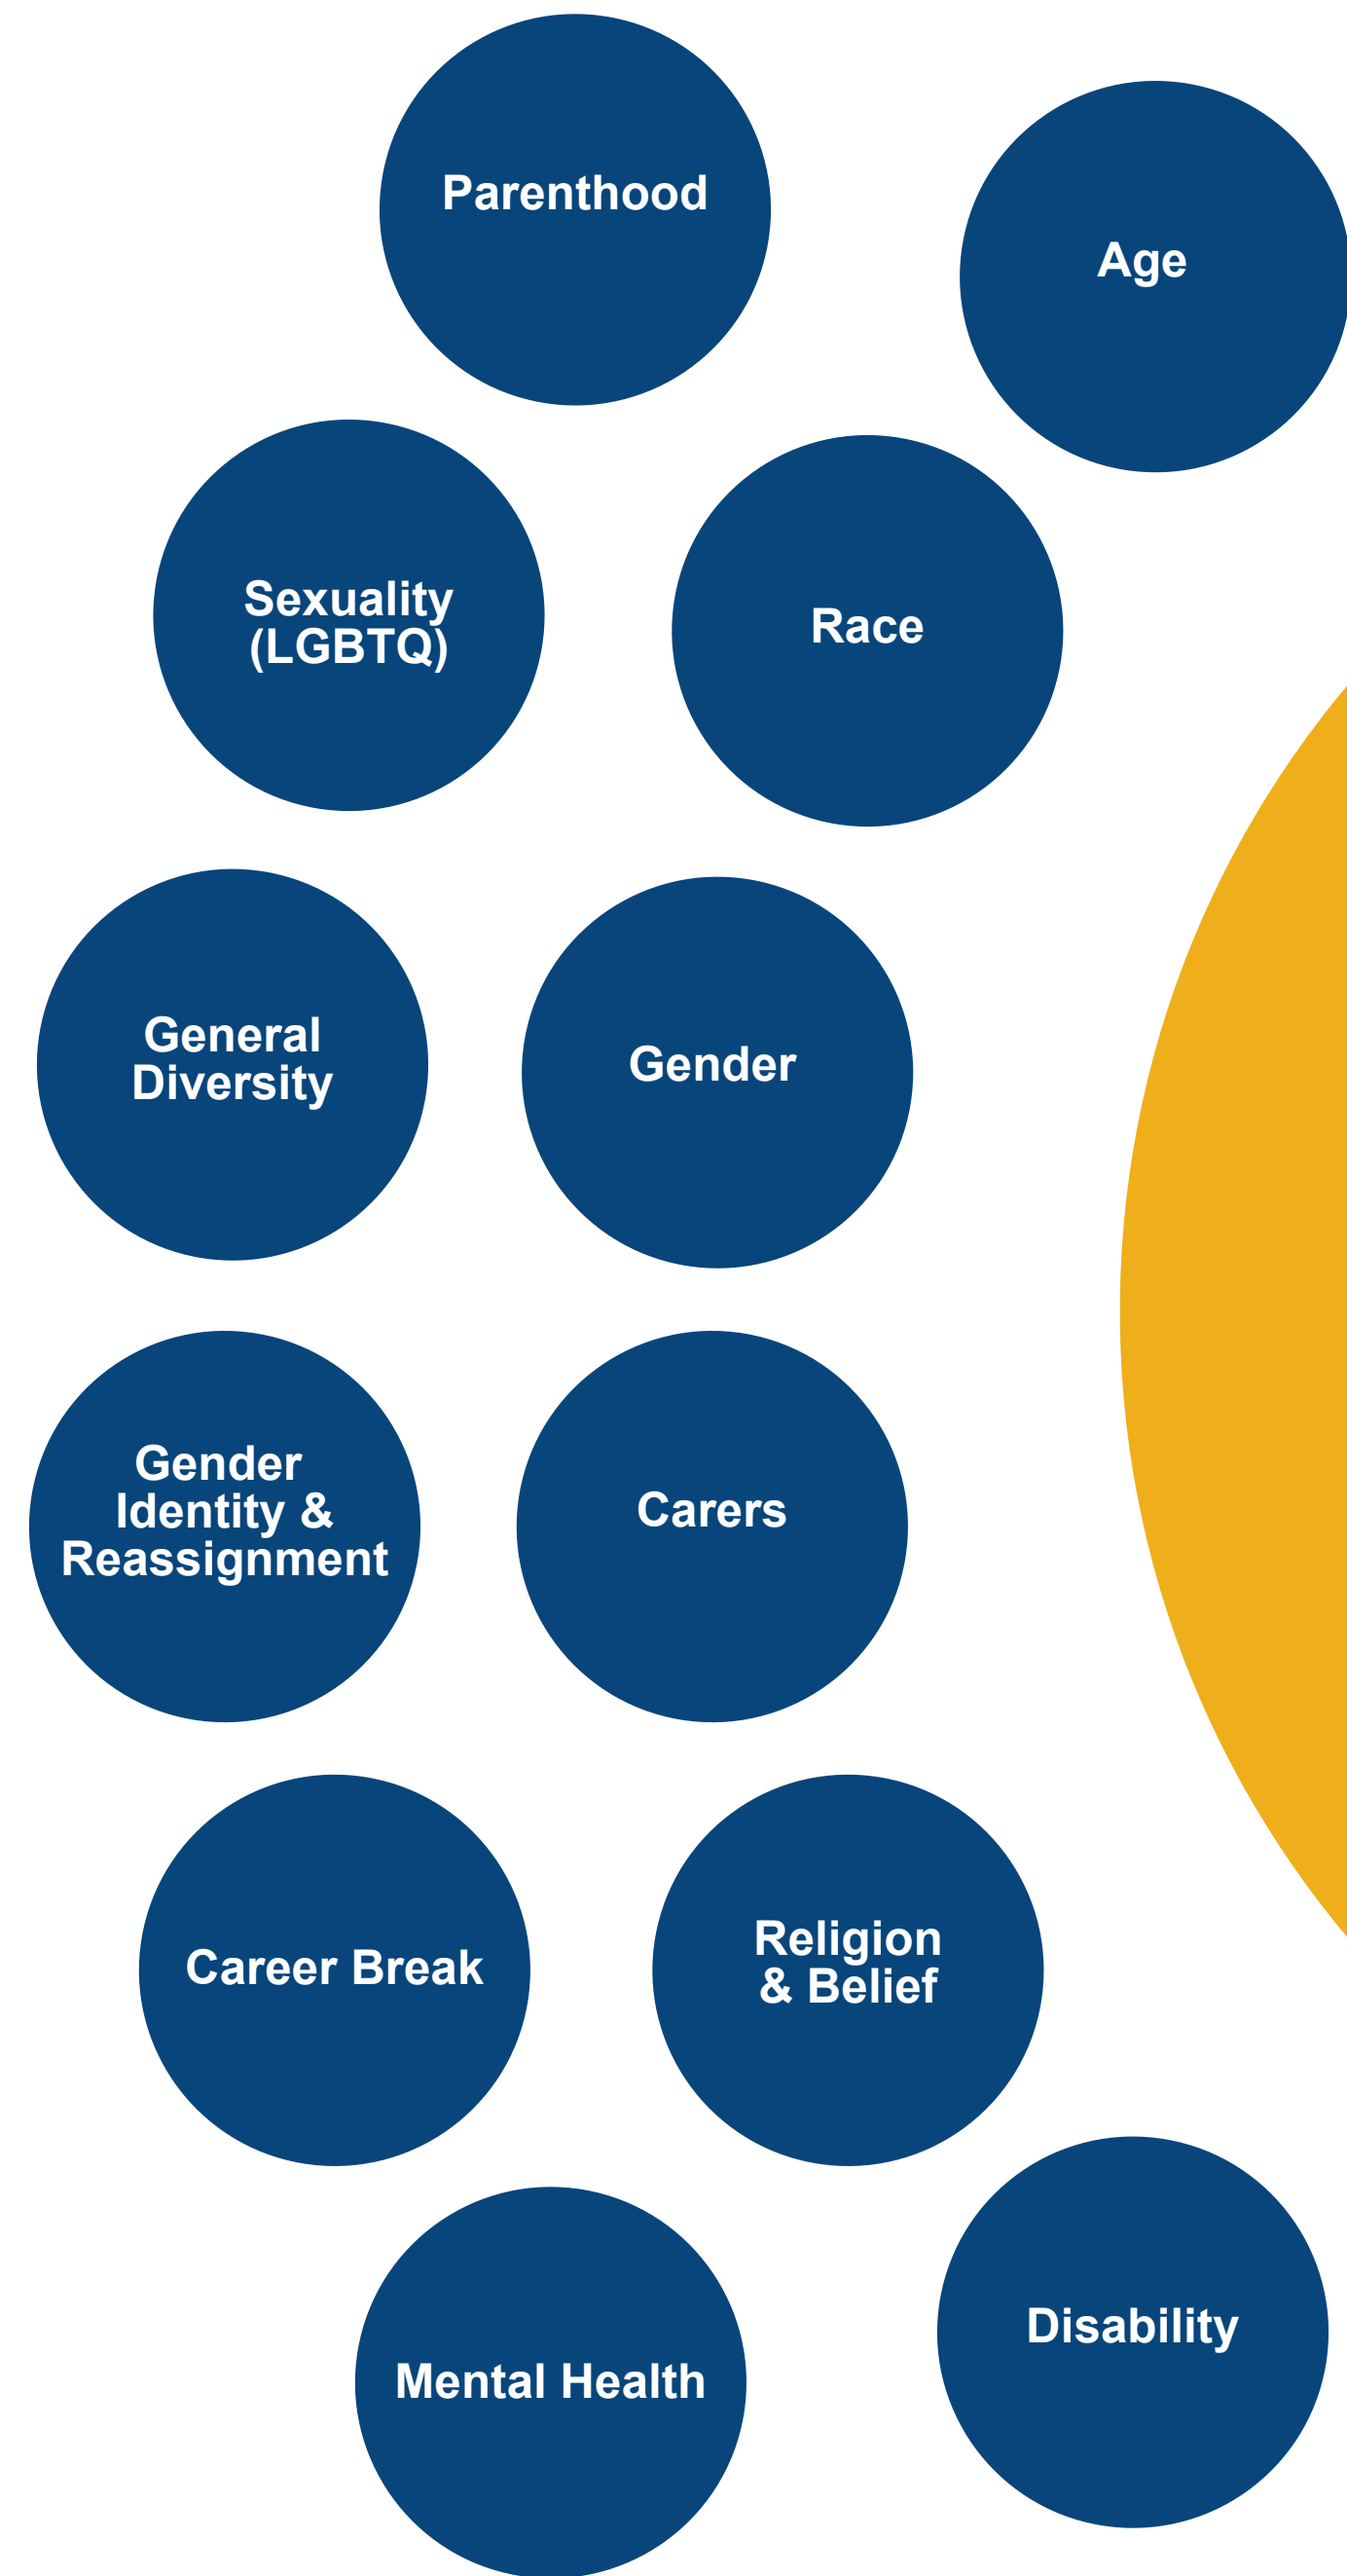 Parenthood
Age
Sexuality
(LGBTQ)
Race
General
Diversity
Gender
Gender
Identity &
Reassignment
Carers
Career Break
Religion
& Belief
Mental Health
Disability